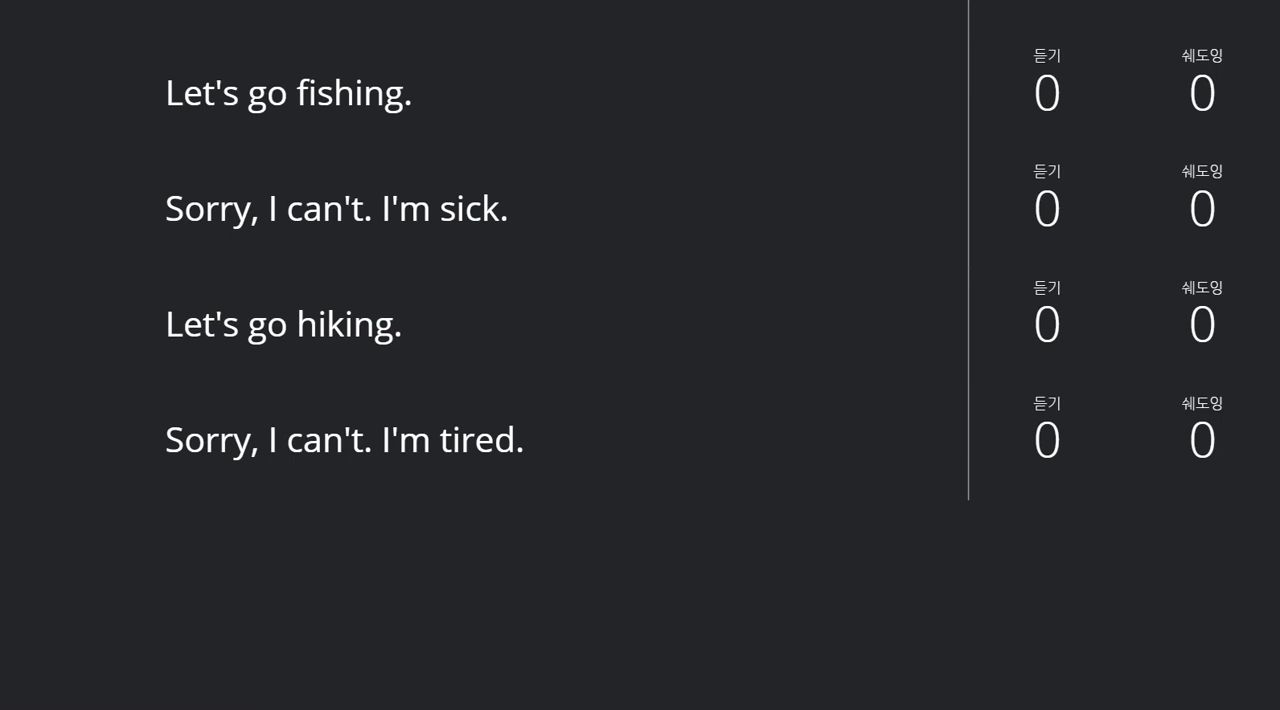 듣기 쉐도잉
Let's go fishing. 0 0
듣기 쉐도잉
Sorry, I can't. I'm sick. 0 0
듣기 쉐도잉
Let's go hiking. 0 0
듣기 쉐도잉
Sorry, I can't. I'm tired. 0 0